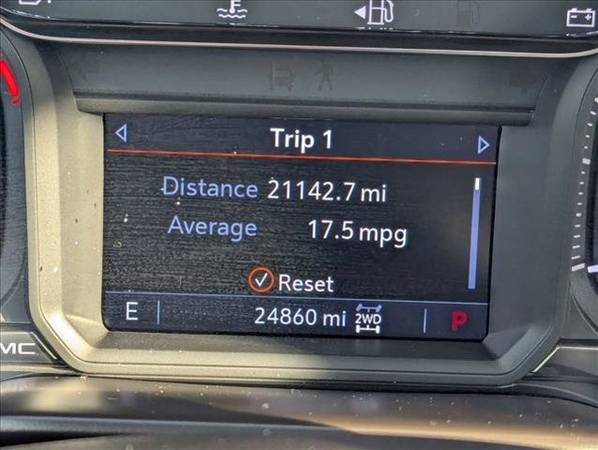 Trip 1
Distance 21142.7 mi
Average 17.5 mpg
Reset
E 24860 mi 2WD P
MC